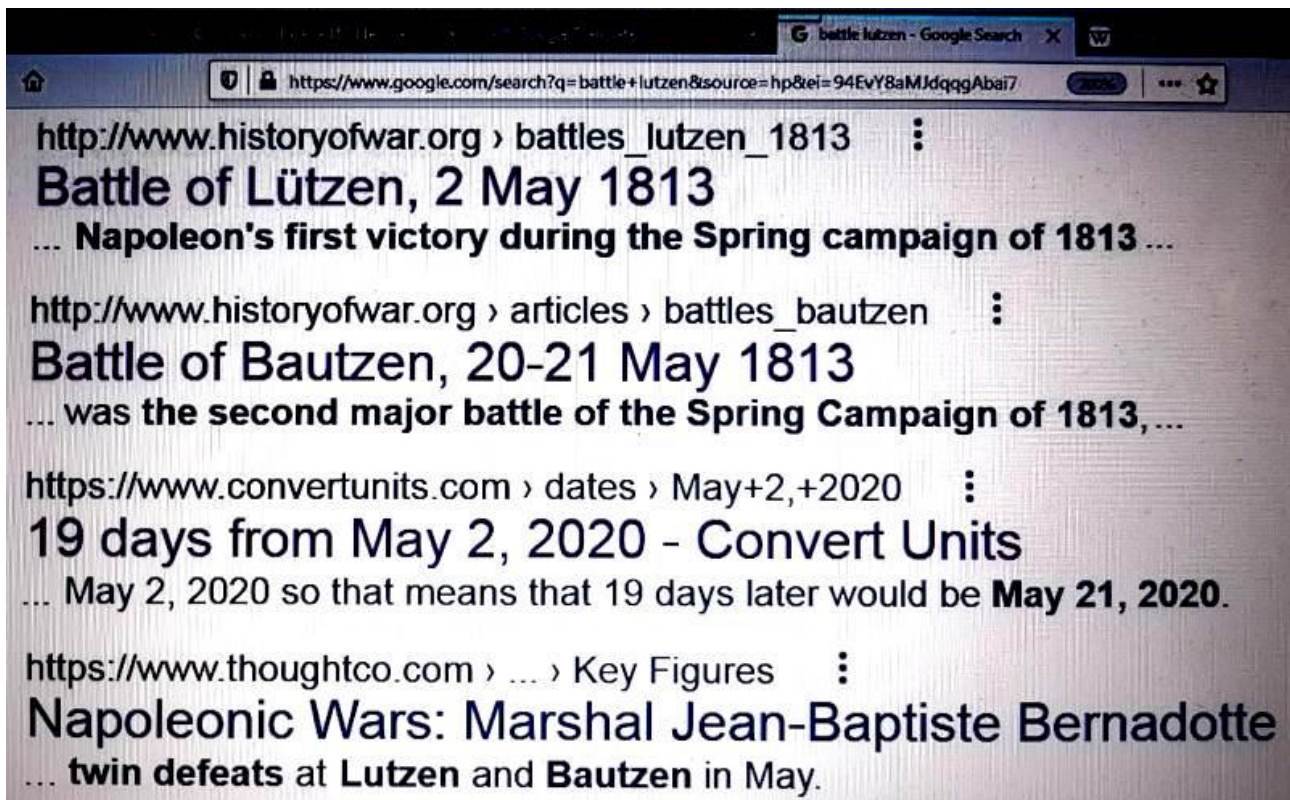 battle lutzen - Google Search
https://www.google.com/search?q=battle+lutzen&source=hp&ei=94EvY8aMJdqqgAbai7
http://www.historyofwar.org › battles_lutzen_1813
Battle of Lützen, 2 May 1813
... Napoleon's first victory during the Spring campaign of 1813 ...
http://www.historyofwar.org › articles › battles_bautzen
Battle of Bautzen, 20-21 May 1813
... was the second major battle of the Spring Campaign of 1813, ...
https://www.convertunits.com › dates › May+2,+2020
19 days from May 2, 2020 - Convert Units
... May 2, 2020 so that means that 19 days later would be May 21, 2020.
https://www.thoughtco.com › ... › Key Figures
Napoleonic Wars: Marshal Jean-Baptiste Bernadotte
... twin defeats at Lutzen and Bautzen in May.